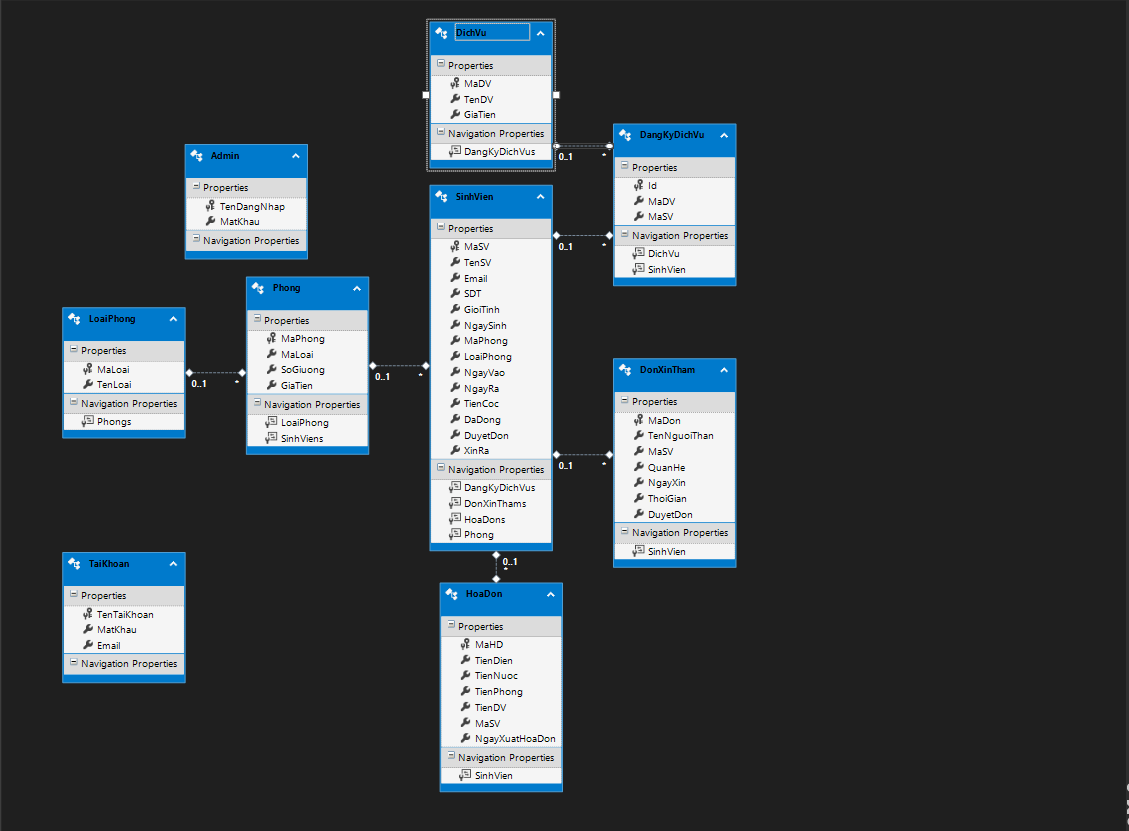 DichVu
Properties
MaDV
TenDV
GiaTien
Navigation Properties
DangKyDichVus
0..1
*
DangKyDichVu
Properties
Id
MaDV
MaSV
Navigation Properties
DichVu
SinhVien
Admin
Properties
TenDangNhap
MatKhau
Navigation Properties
SinhVien
Properties
MaSV
TenSV
Email
SDT
GioiTinh
NgaySinh
MaPhong
LoaiPhong
NgayVao
NgayRa
TienCoc
DaDong
DuyetDon
XinRa
Navigation Properties
DangKyDichVus
DonXinThams
HoaDons
Phong
0..1
*
Phong
Properties
MaPhong
MaLoai
SoGiuong
GiaTien
Navigation Properties
LoaiPhong
SinhViens
0..1
*
LoaiPhong
Properties
MaLoai
TenLoai
Navigation Properties
Phongs
0..1
*
DonXinTham
Properties
MaDon
TenNguoiThan
MaSV
QuanHe
NgayXin
ThoiGian
DuyetDon
Navigation Properties
SinhVien
0..1
*
TaiKhoan
Properties
TenTaiKhoan
MatKhau
Email
Navigation Properties
0..1
*
HoaDon
Properties
MaHD
TienDien
TienNuoc
TienPhong
TienDV
MaSV
NgayXuatHoaDon
Navigation Properties
SinhVien